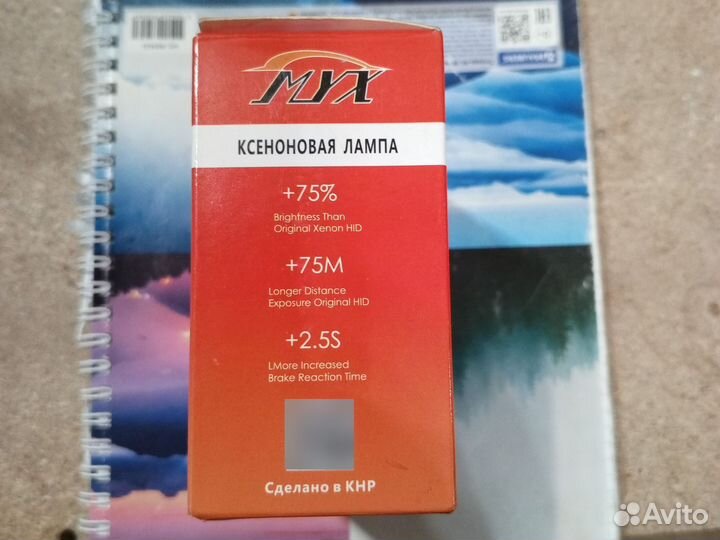 MYX
КСЕНОНОВАЯ ЛАМПА
+75%
Brightness Than
Original Xenon HID
+75M
Longer Distance
Exposure Original HID
+2.5S
LMore Increased
Brake Reaction Time
Сделано в КНР
Avito